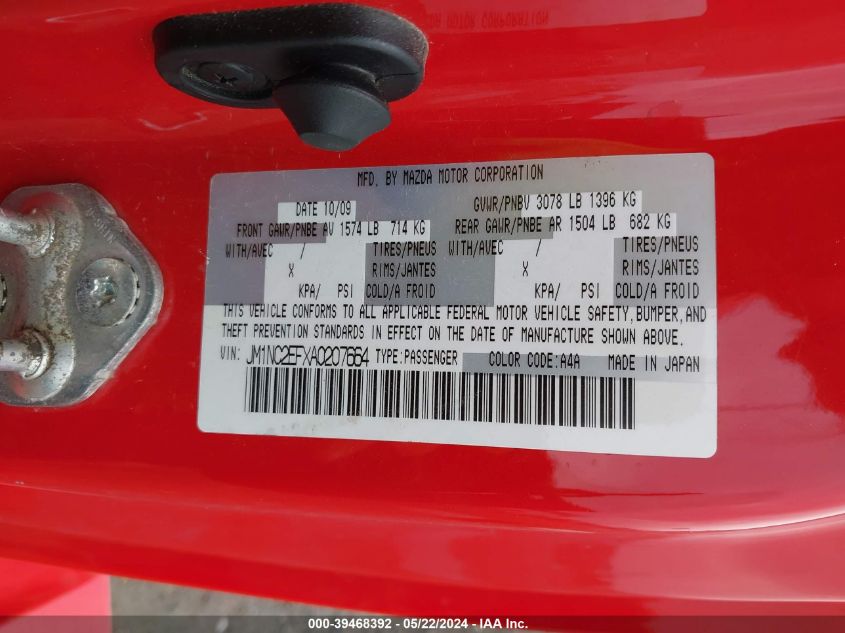 MFD. BY MAZDA MOTOR CORPORATION
DATE 10/09 GVWR/PNBV 3078 LB 1396 KG
FRONT GAWR/PNBE AV 1574 LB 714 KG REAR GAWR/PNBE AR 1504 LB 682 KG
WITH/AVEC / TIRES/PNEUS WITH/AVEC / TIRES/PNEUS
X RIMS/JANTES X RIMS/JANTES
KPA/ PSI COLD/A FROID KPA/ PSI COLD/A FROID
THIS VEHICLE CONFORMS TO ALL APPLICABLE FEDERAL MOTOR VEHICLE SAFETY, BUMPER, AND
THEFT PREVENTION STANDARDS IN EFFECT ON THE DATE OF MANUFACTURE SHOWN ABOVE.
VIN: JM1NC2EFXA0207664 TYPE:PASSENGER COLOR CODE:A4A MADE IN JAPAN
000-39468392 - 05/22/2024 - IAA Inc.